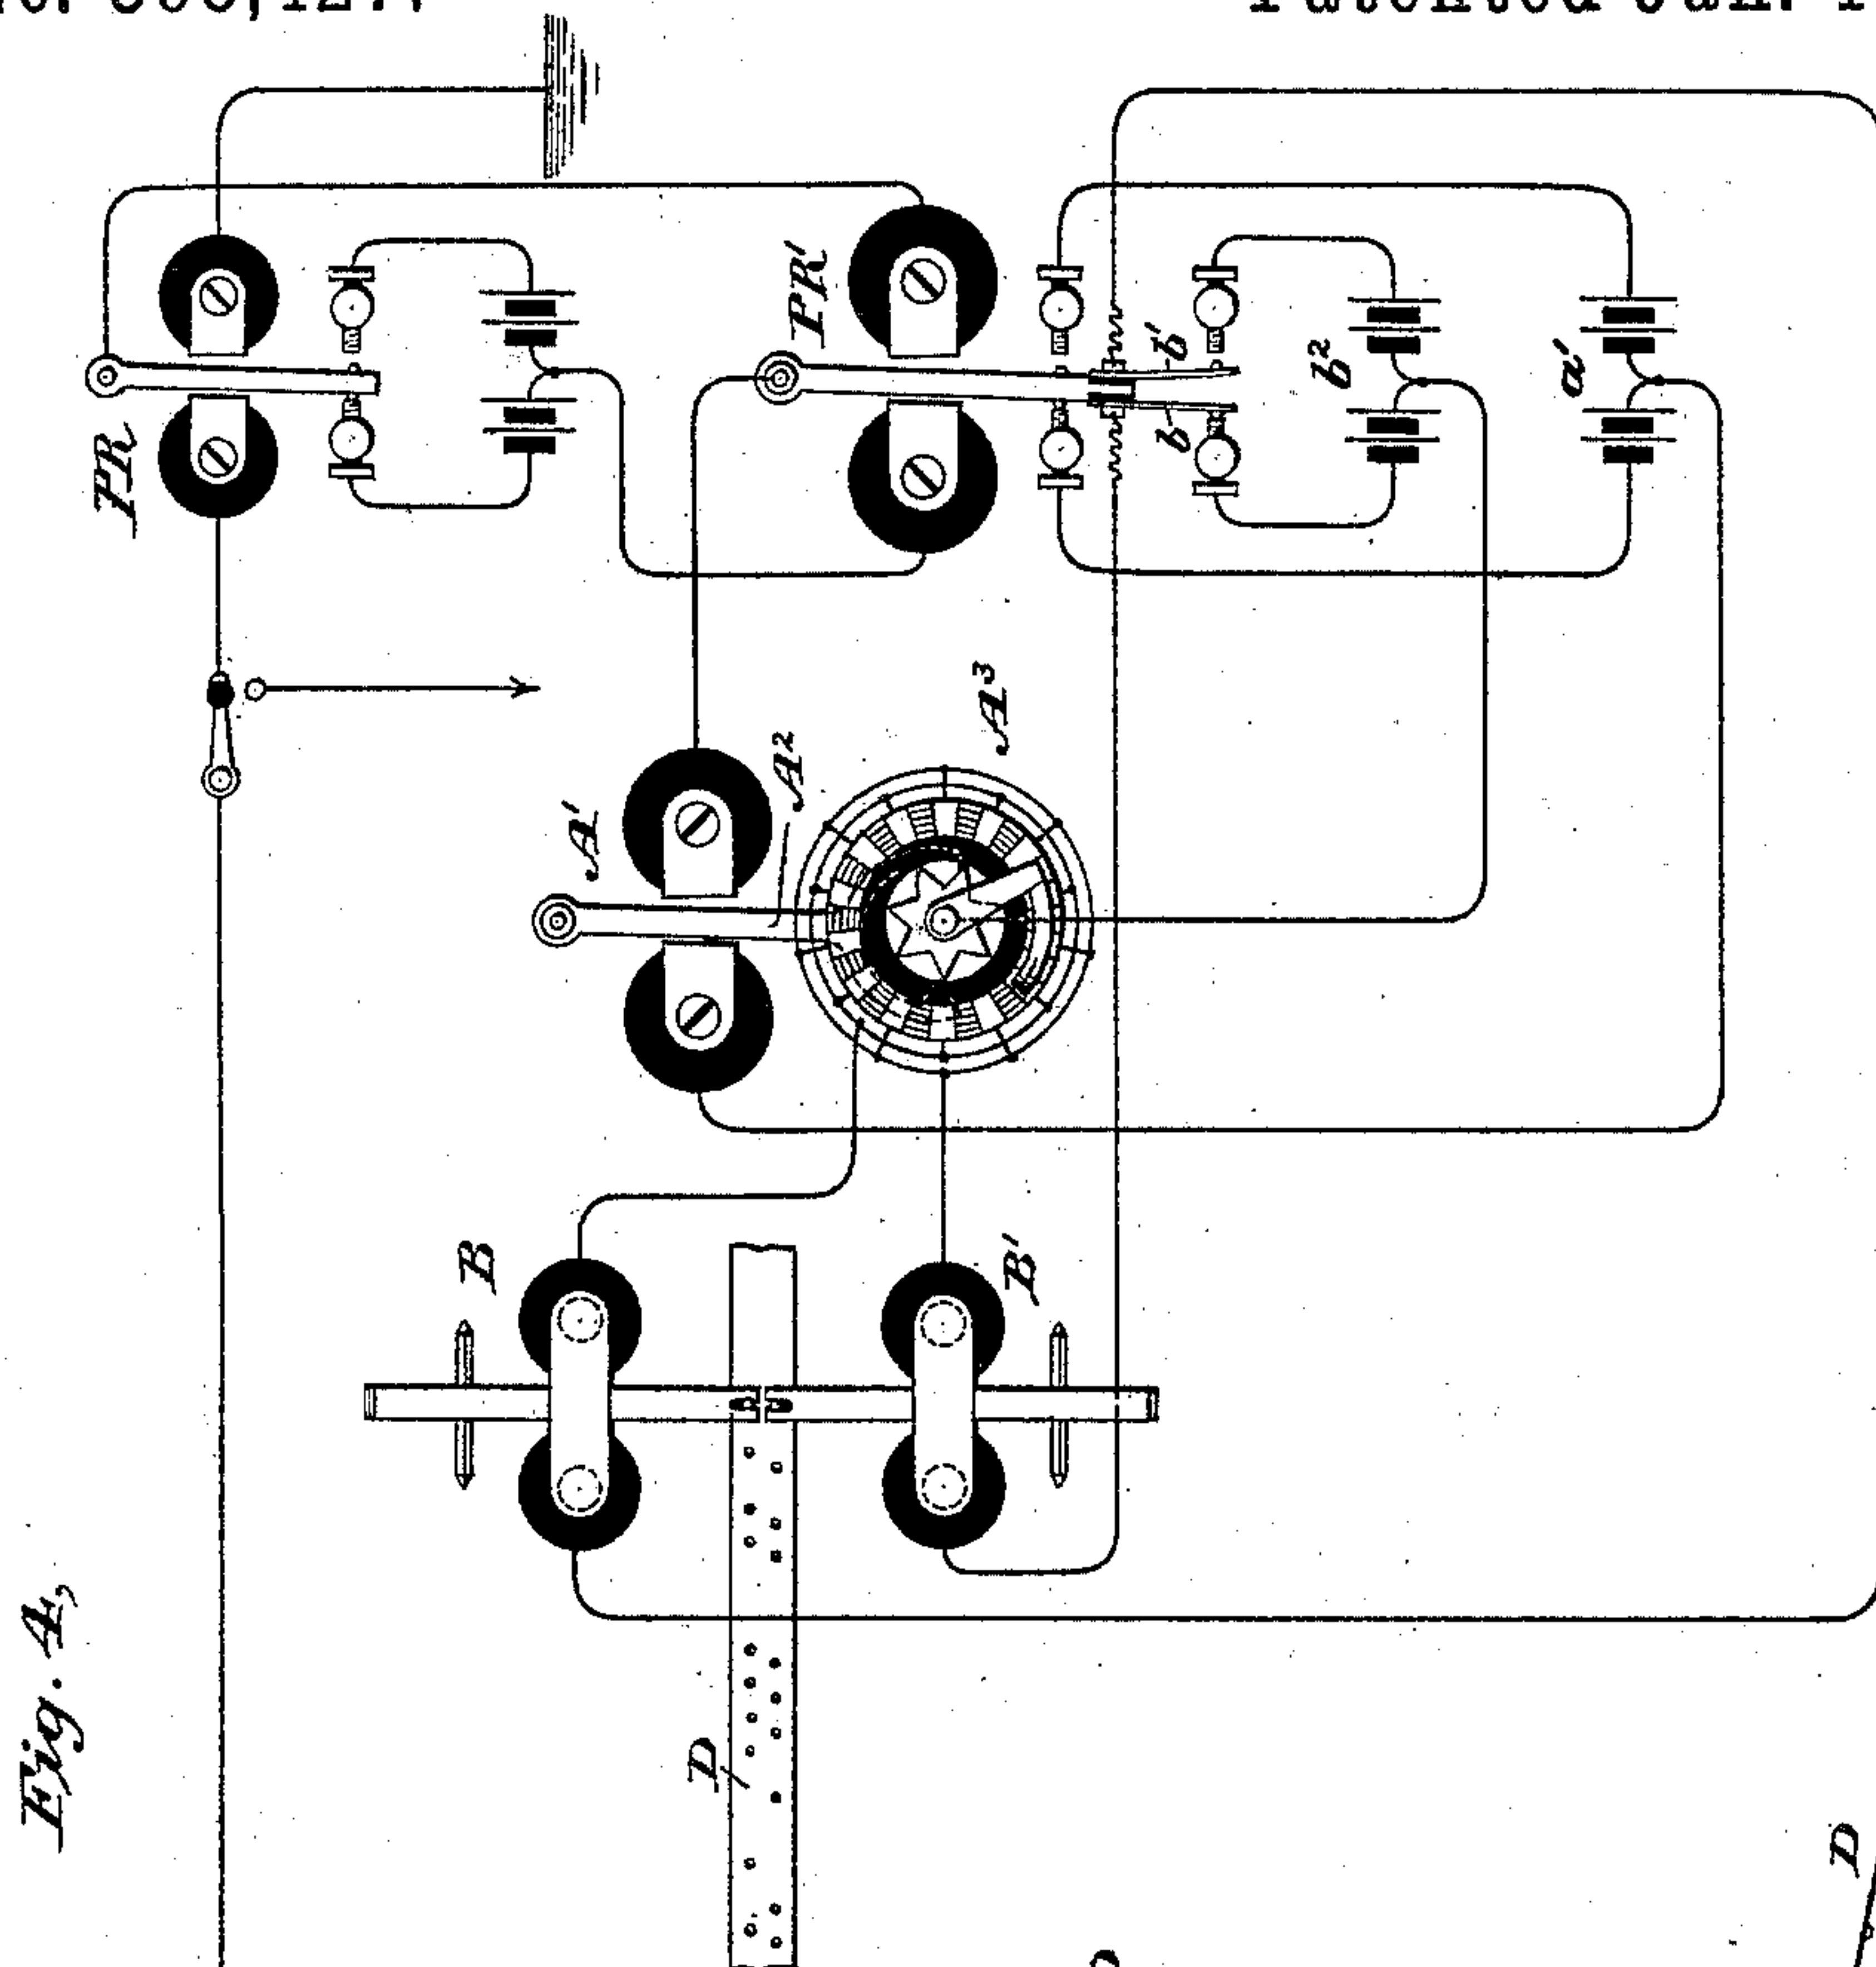 Patented Jan. 1
PR
PR'
b'
b
b²
a'
A'
A²
A³
B
B'
D
Fig. 4,
D